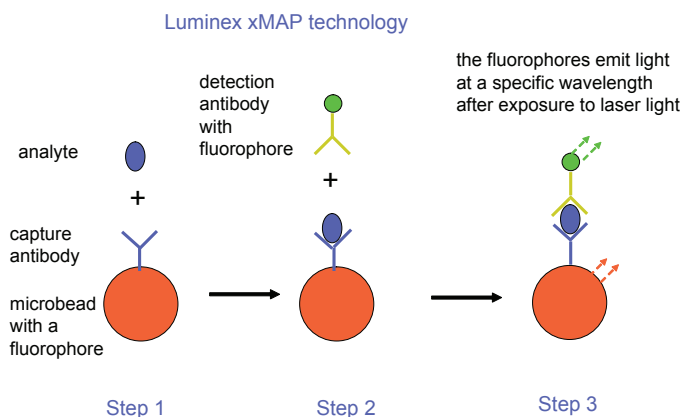 Luminex xMAP technology
detection
antibody
with
fluorophore
the fluorophores emit light
at a specific wavelength
after exposure to laser light
analyte
+
+
capture
antibody
microbead
with a
fluorophore
Step 1
Step 2
Step 3